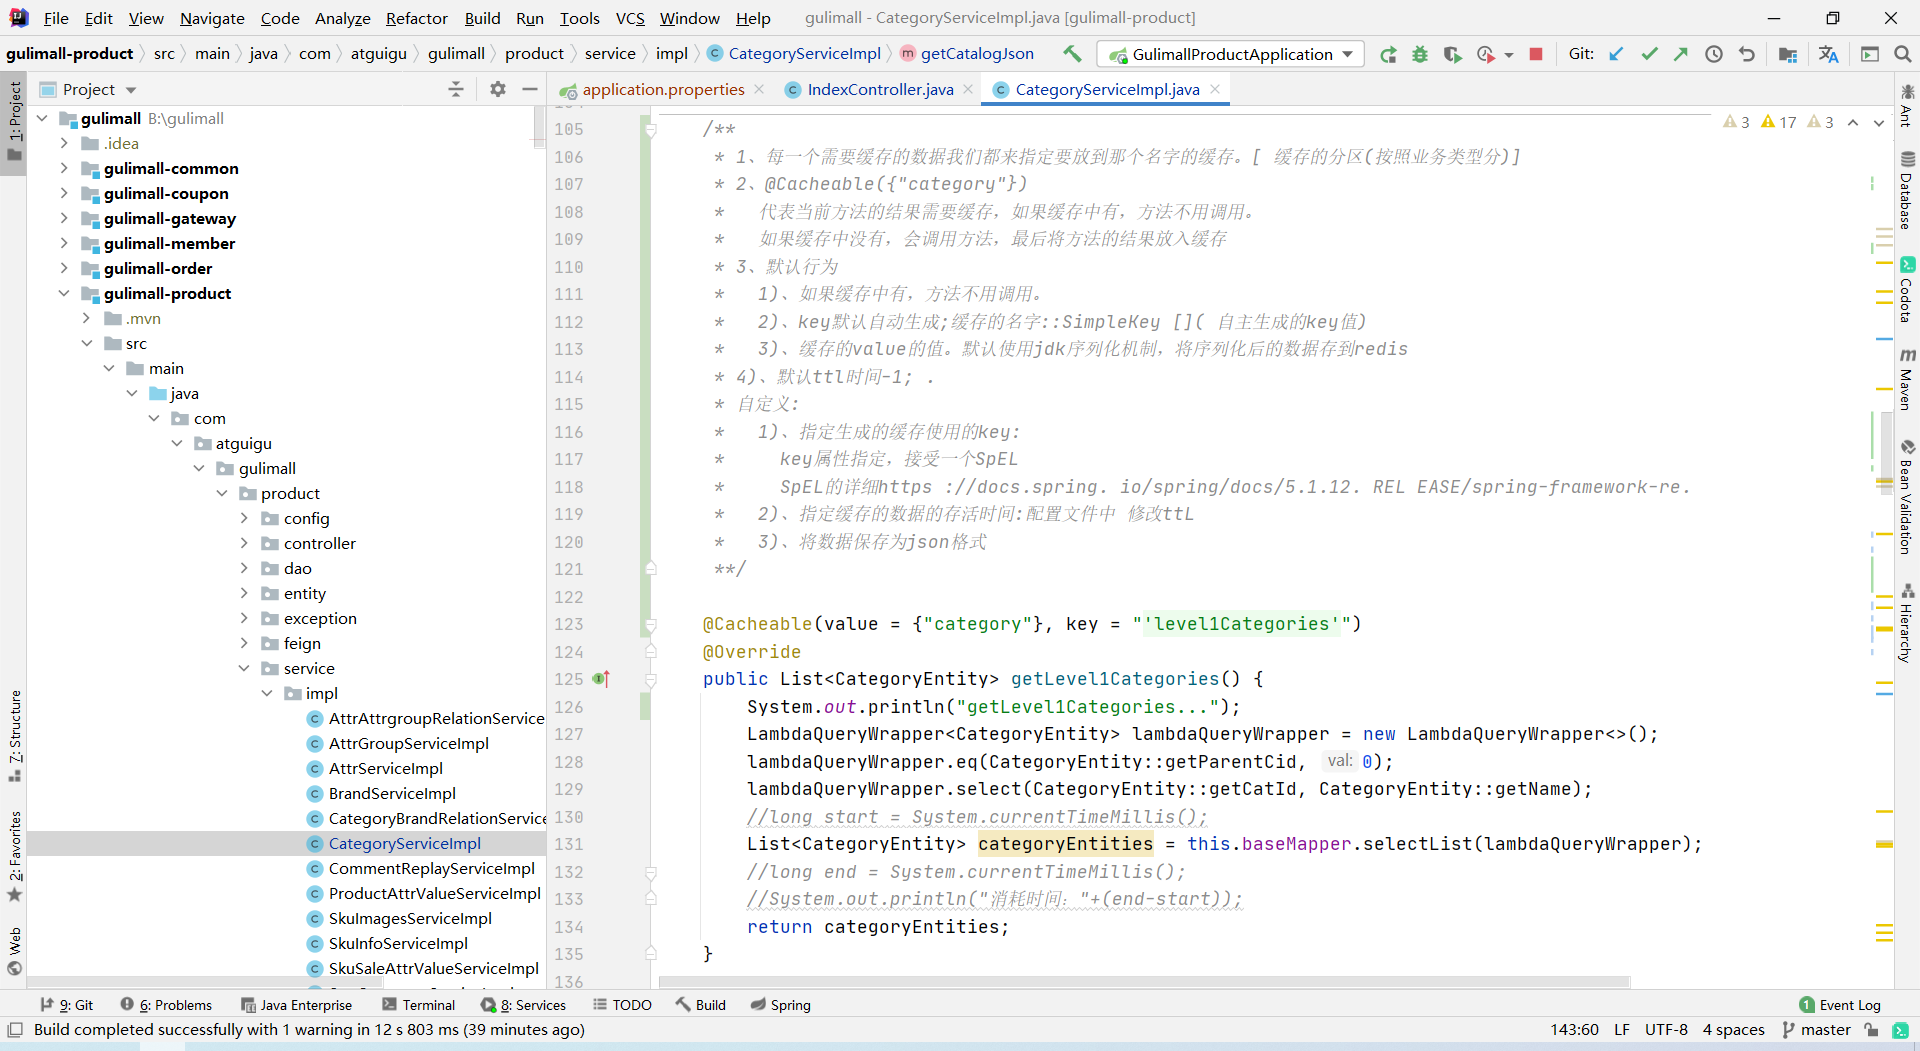 File Edit View Navigate Code Analyze Refactor Build Run Tools VCS Window Help gulimall - CategoryServiceImpl.java [gulimall-product]
gulimall-product src main java com atguigu gulimall product service impl CategoryServiceImpl getCatalogJson GulimallProductApplication Git:
Project
application.properties IndexController.java CategoryServiceImpl.java
1: Project
7: Structure
2: Favorites
Web
gulimall B:\gulimall
.idea
gulimall-common
gulimall-coupon
gulimall-gateway
gulimall-member
gulimall-order
gulimall-product
.mvn
src
main
java
com
atguigu
gulimall
product
config
controller
dao
entity
exception
feign
service
impl
AttrAttrgroupRelationService
AttrGroupServiceImpl
AttrServiceImpl
BrandServiceImpl
CategoryBrandRelationService
CategoryServiceImpl
CommentReplayServiceImpl
ProductAttrValueServiceImpl
SkuImagesServiceImpl
SkuInfoServiceImpl
SkuSaleAttrValueServiceImpl
3 17 3
105 /**
106 * 1、每一个需要缓存的数据我们都来指定要放到那个名字的缓存。[ 缓存的分区(按照业务类型分)]
107 * 2、@Cacheable({"category"})
108 * 代表当前方法的结果需要缓存，如果缓存中有，方法不用调用。
109 * 如果缓存中没有，会调用方法，最后将方法的结果放入缓存
110 * 3、默认行为
111 * 1)、如果缓存中有，方法不用调用。
112 * 2)、key默认自动生成;缓存的名字::SimpleKey []( 自主生成的key值)
113 * 3)、缓存的value的值。默认使用jdk序列化机制，将序列化后的数据存到redis
114 * 4)、默认ttl时间-1; .
115 * 自定义:
116 * 1)、指定生成的缓存使用的key:
117 * key属性指定，接受一个SpEL
118 * SpEL的详细https ://docs.spring. io/spring/docs/5.1.12. REL EASE/spring-framework-re.
119 * 2)、指定缓存的数据的存活时间:配置文件中 修改ttL
120 * 3)、将数据保存为json格式
121 **/
122
123 @Cacheable(value = {"category"}, key = "'level1Categories'")
124 @Override
125 public List<CategoryEntity> getLevel1Categories() {
126 System.out.println("getLevel1Categories...");
127 LambdaQueryWrapper<CategoryEntity> lambdaQueryWrapper = new LambdaQueryWrapper<>();
128 lambdaQueryWrapper.eq(CategoryEntity::getParentCid, val: 0);
129 lambdaQueryWrapper.select(CategoryEntity::getCatId, CategoryEntity::getName);
130 //long start = System.currentTimeMillis();
131 List<CategoryEntity> categoryEntities = this.baseMapper.selectList(lambdaQueryWrapper);
132 //long end = System.currentTimeMillis();
133 //System.out.println("消耗时间："+(end-start));
134 return categoryEntities;
135 }
136
Ant
Database
Codota
Maven
Bean Validation
Hierarchy
9: Git 6: Problems Java Enterprise Terminal 8: Services TODO Build Spring 1 Event Log
Build completed successfully with 1 warning in 12 s 803 ms (39 minutes ago) 143:60 LF UTF-8 4 spaces master